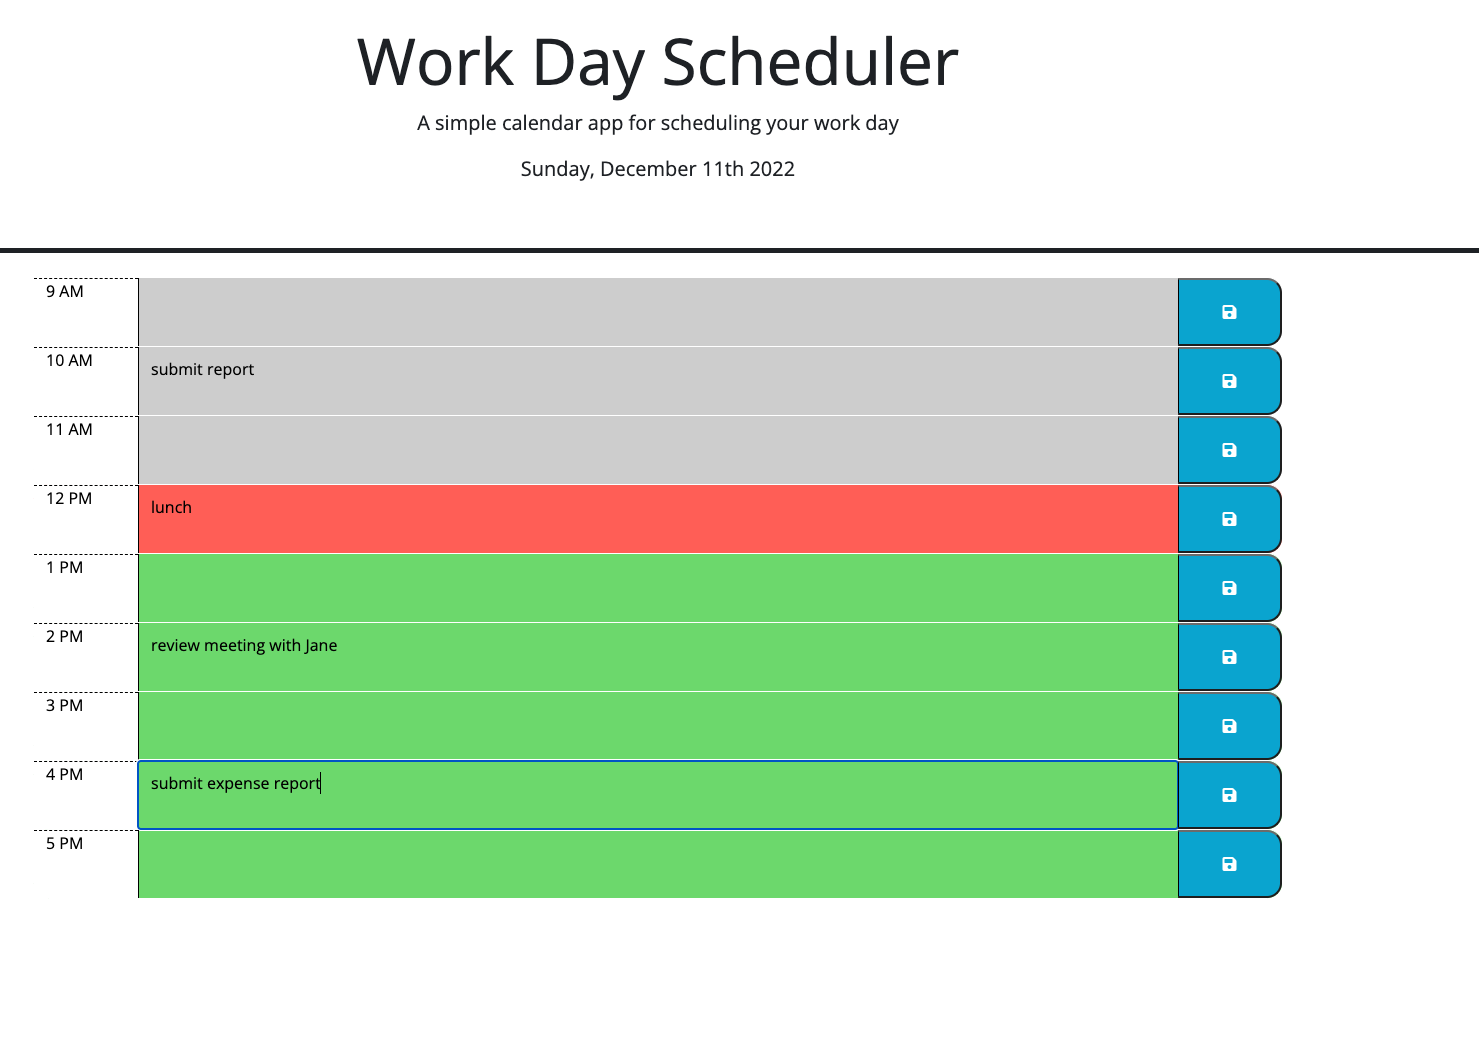 Work Day Scheduler
A simple calendar app for scheduling your work day
Sunday, December 11th 2022
9 AM
10 AM
submit report
11 AM
12 PM
lunch
1 PM
2 PM
review meeting with Jane
3 PM
4 PM
submit expense report
5 PM